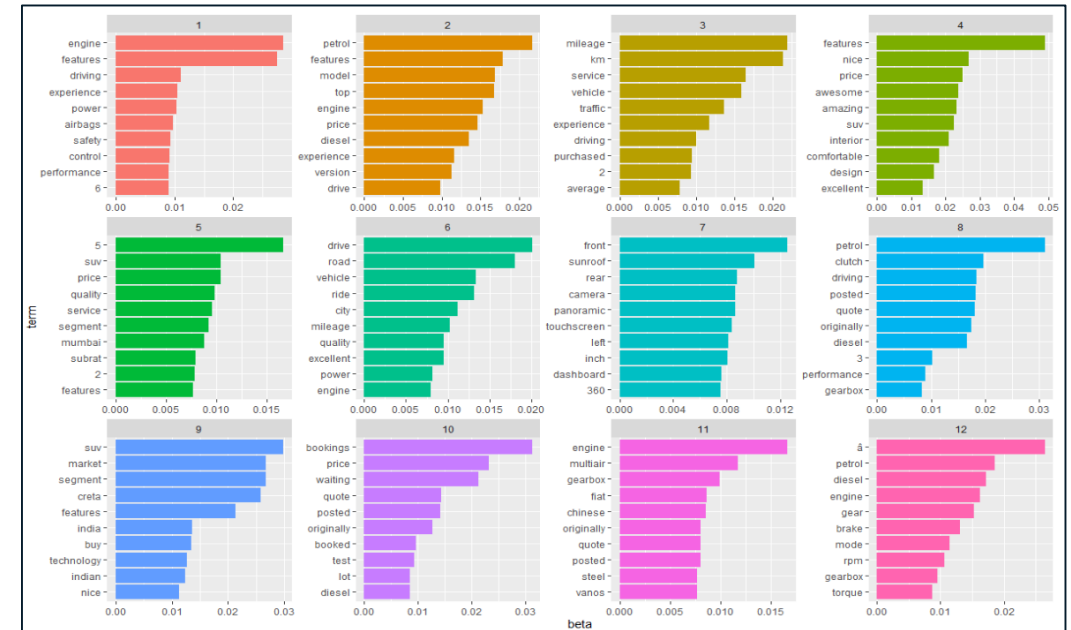 1
engine
features
driving
experience
power
airbags
safety
control
performance
6
0.00 0.01 0.02
2
petrol
features
model
top
engine
price
diesel
experience
version
drive
0.000 0.005 0.010 0.015 0.020
3
mileage
km
service
vehicle
traffic
experience
driving
purchased
2
average
0.000 0.005 0.010 0.015 0.020
4
features
nice
price
awesome
amazing
suv
interior
comfortable
design
excellent
0.00 0.01 0.02 0.03 0.04 0.05
term
5
5
suv
price
quality
service
segment
mumbai
subrat
2
features
0.000 0.005 0.010 0.015
6
drive
road
vehicle
ride
city
mileage
quality
excellent
power
engine
0.000 0.005 0.010 0.015 0.020
7
front
sunroof
rear
camera
panoramic
touchscreen
left
inch
dashboard
360
0.000 0.004 0.008 0.012
8
petrol
clutch
driving
posted
quote
originally
diesel
3
performance
gearbox
0.00 0.01 0.02 0.03
9
suv
market
segment
creta
features
india
buy
technology
indian
nice
0.00 0.01 0.02 0.03
10
bookings
price
waiting
quote
posted
originally
booked
test
lot
diesel
0.00 0.01 0.02 0.03
11
engine
multiair
gearbox
fiat
chinese
originally
quote
posted
steel
vanos
0.000 0.005 0.010 0.015
12
â
petrol
diesel
engine
gear
brake
mode
rpm
gearbox
torque
0.00 0.01 0.02
beta